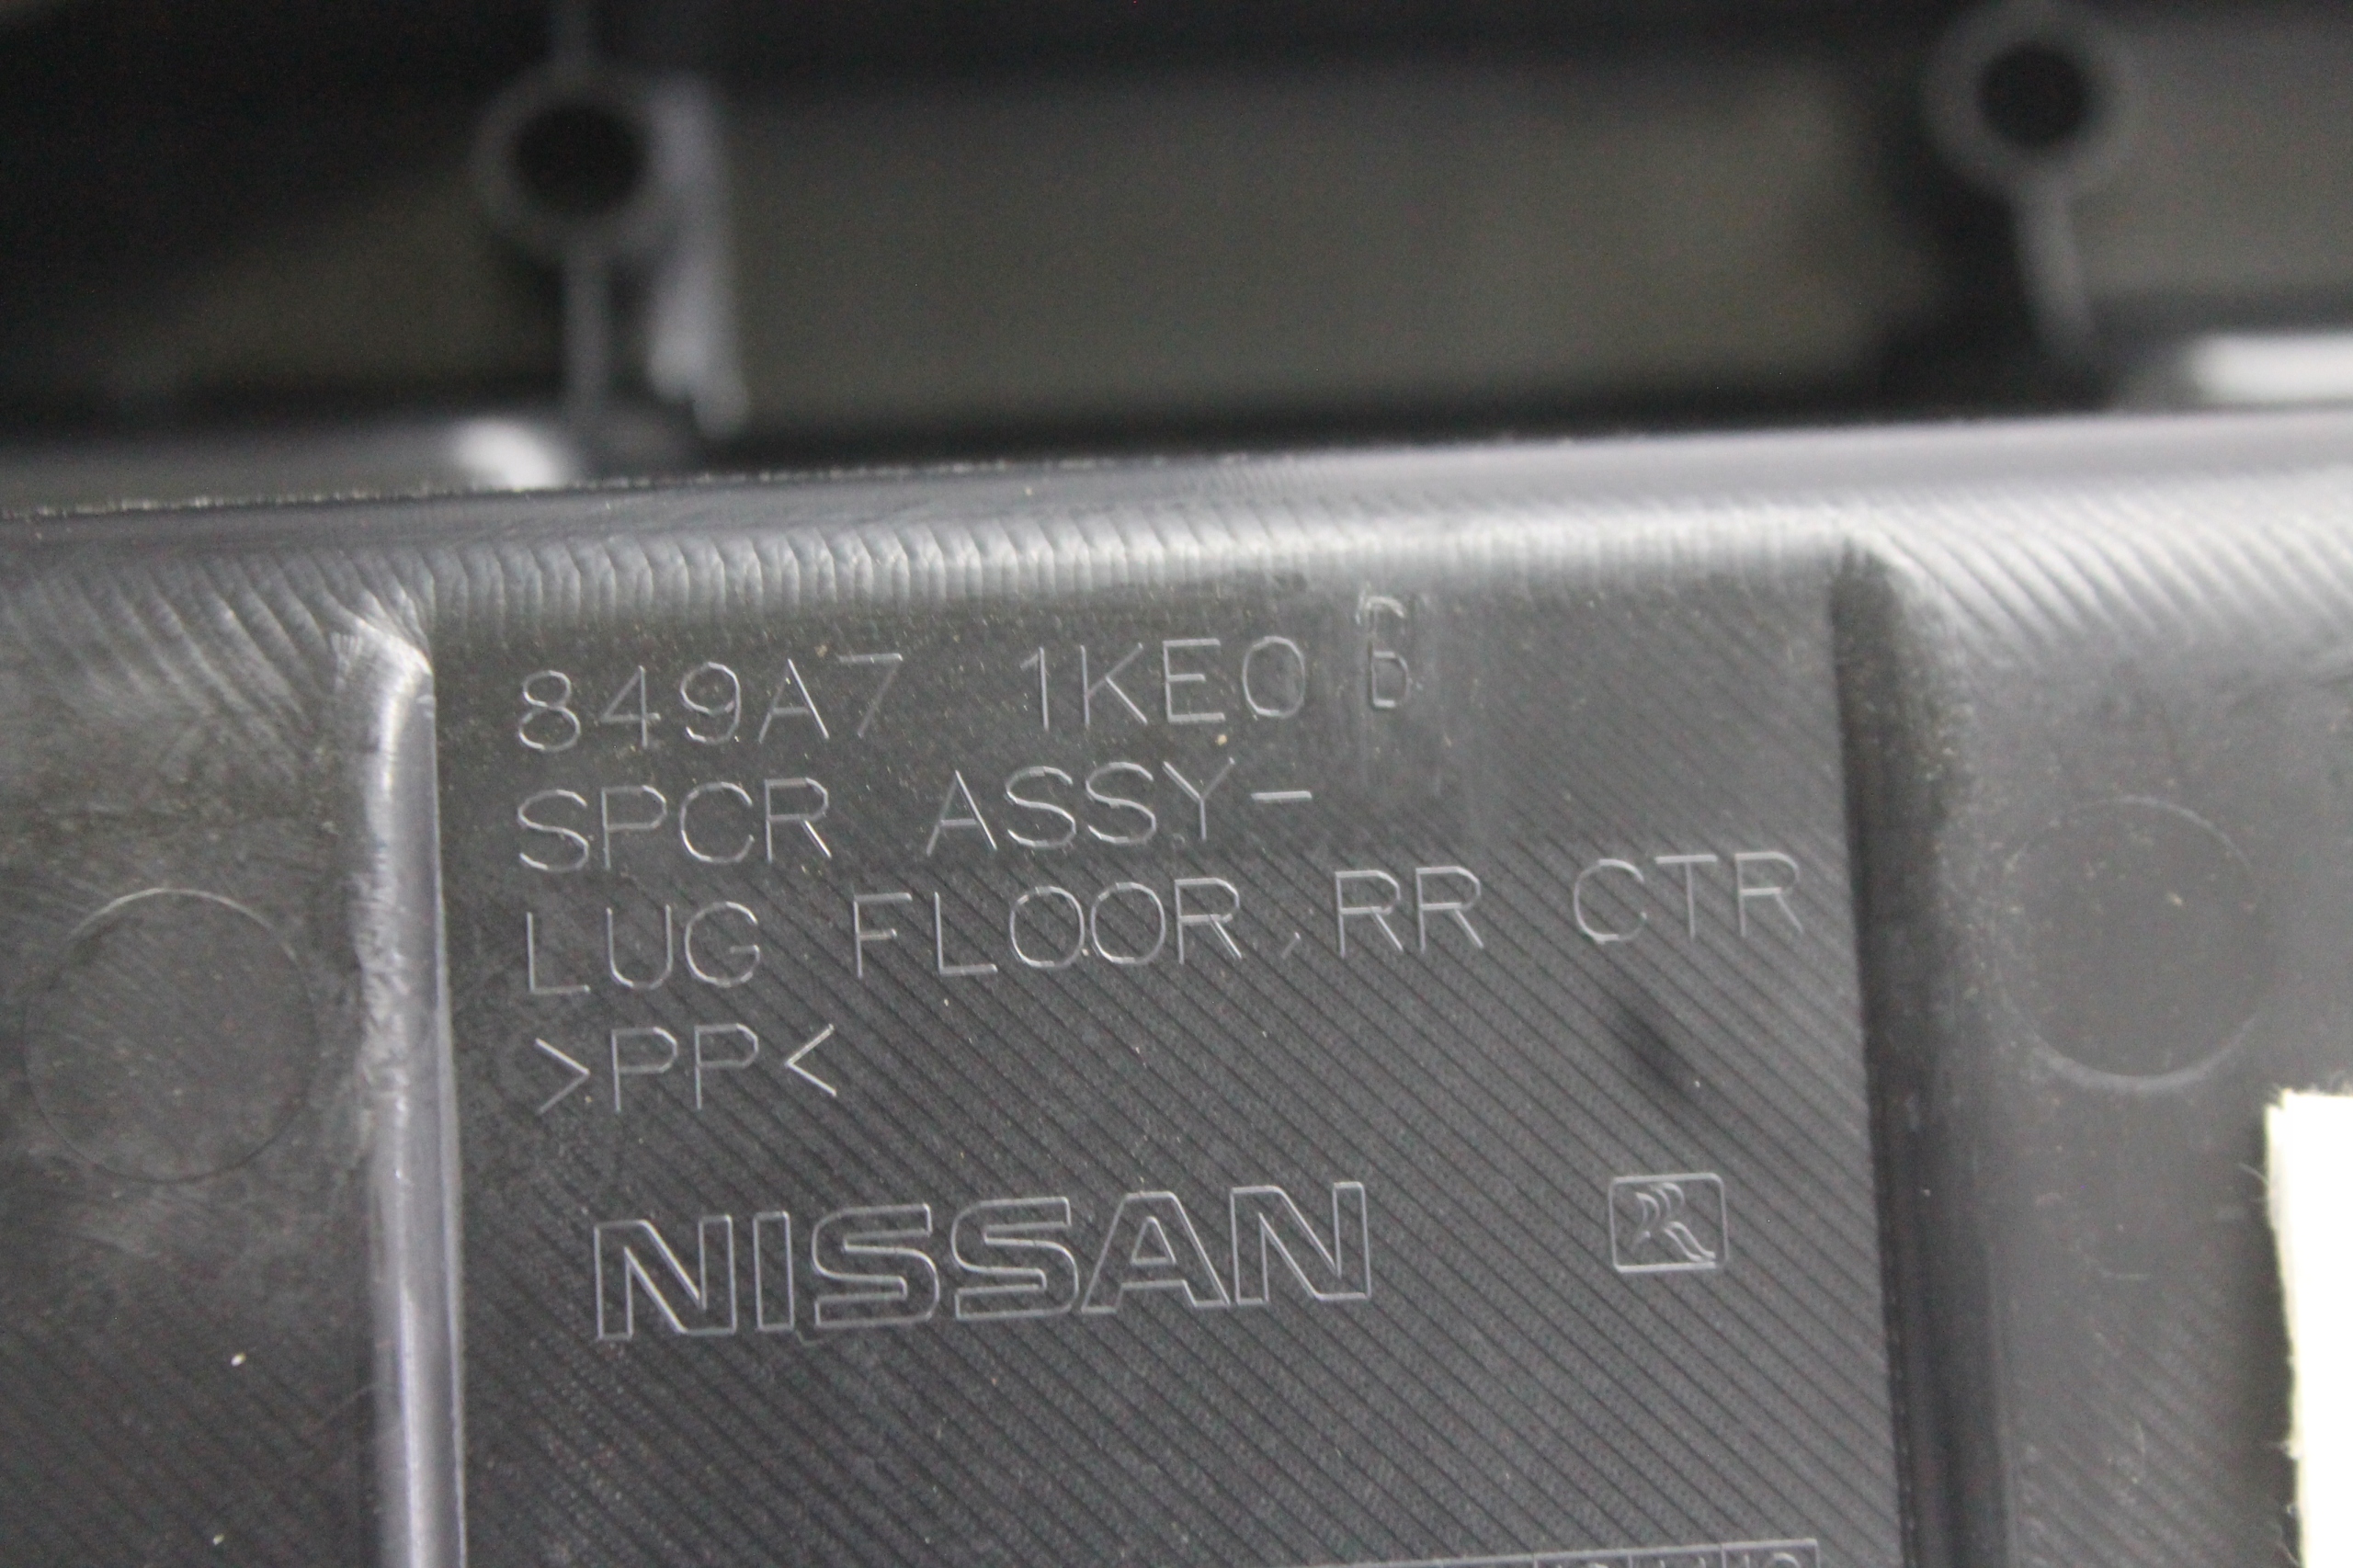 849A7 1KE0
SPCR ASSY-
LUG FLOOR, RR CTR
>PP<
NISSAN